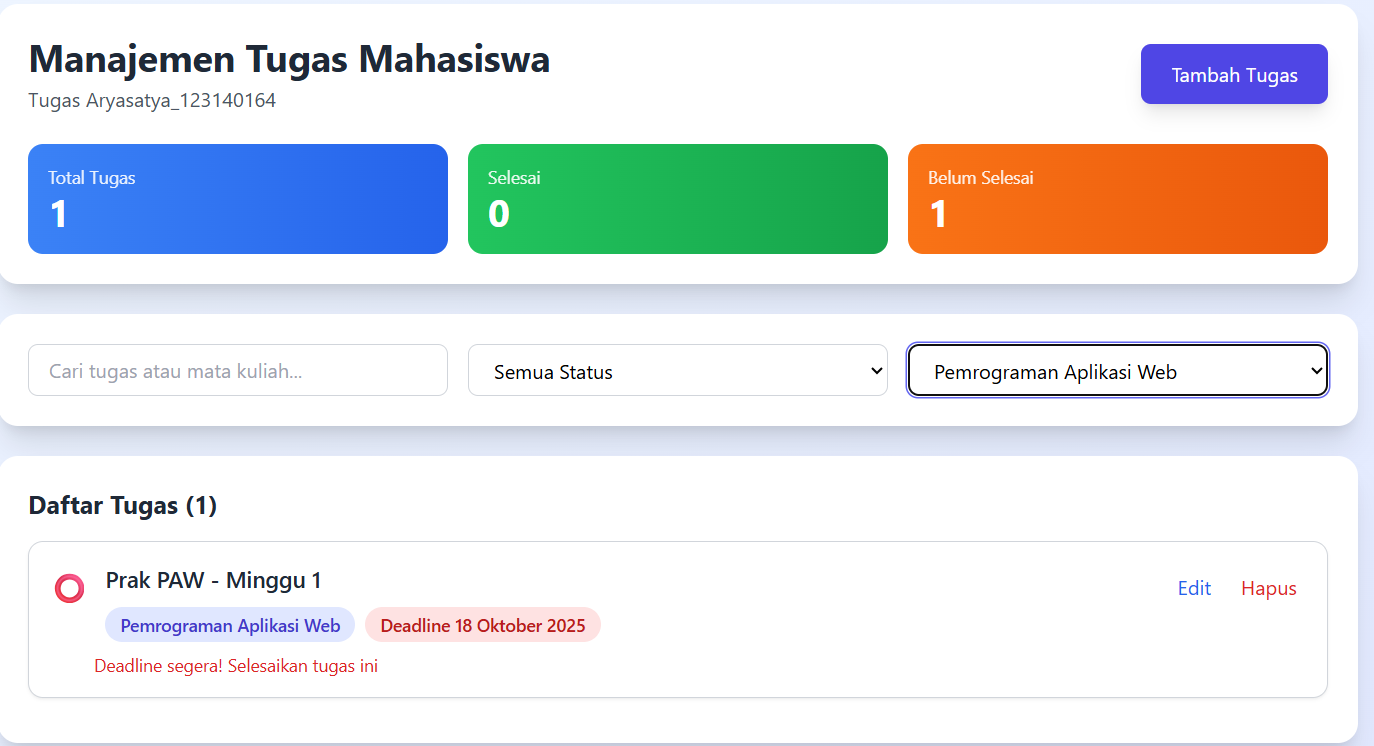 Manajemen Tugas Mahasiswa
Tugas Aryasatya_123140164
Tambah Tugas
Total Tugas
1
Selesai
0
Belum Selesai
1
Cari tugas atau mata kuliah...
Semua Status
Pemrograman Aplikasi Web
Daftar Tugas (1)
Prak PAW - Minggu 1
Edit
Hapus
Pemrograman Aplikasi Web
Deadline 18 Oktober 2025
Deadline segera! Selesaikan tugas ini